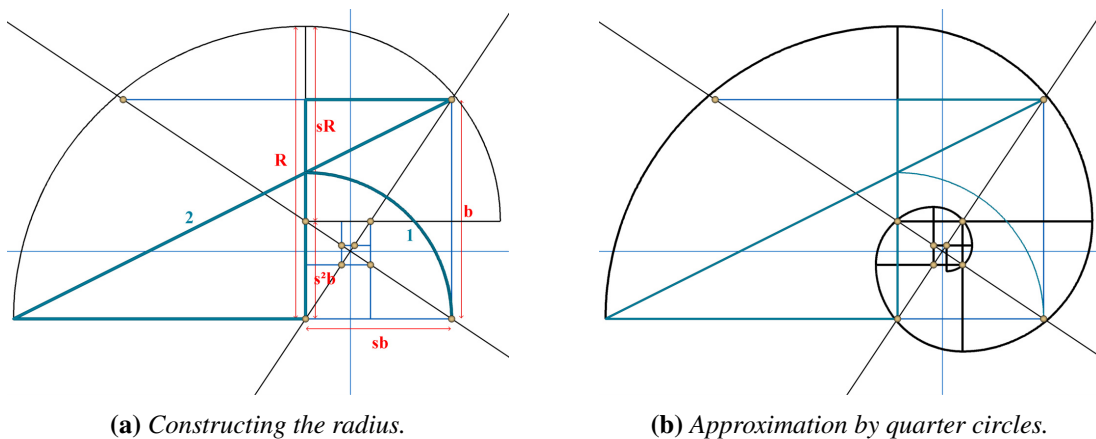 sR
R
b
2
1
s²b
sb
(a) Constructing the radius.
(b) Approximation by quarter circles.